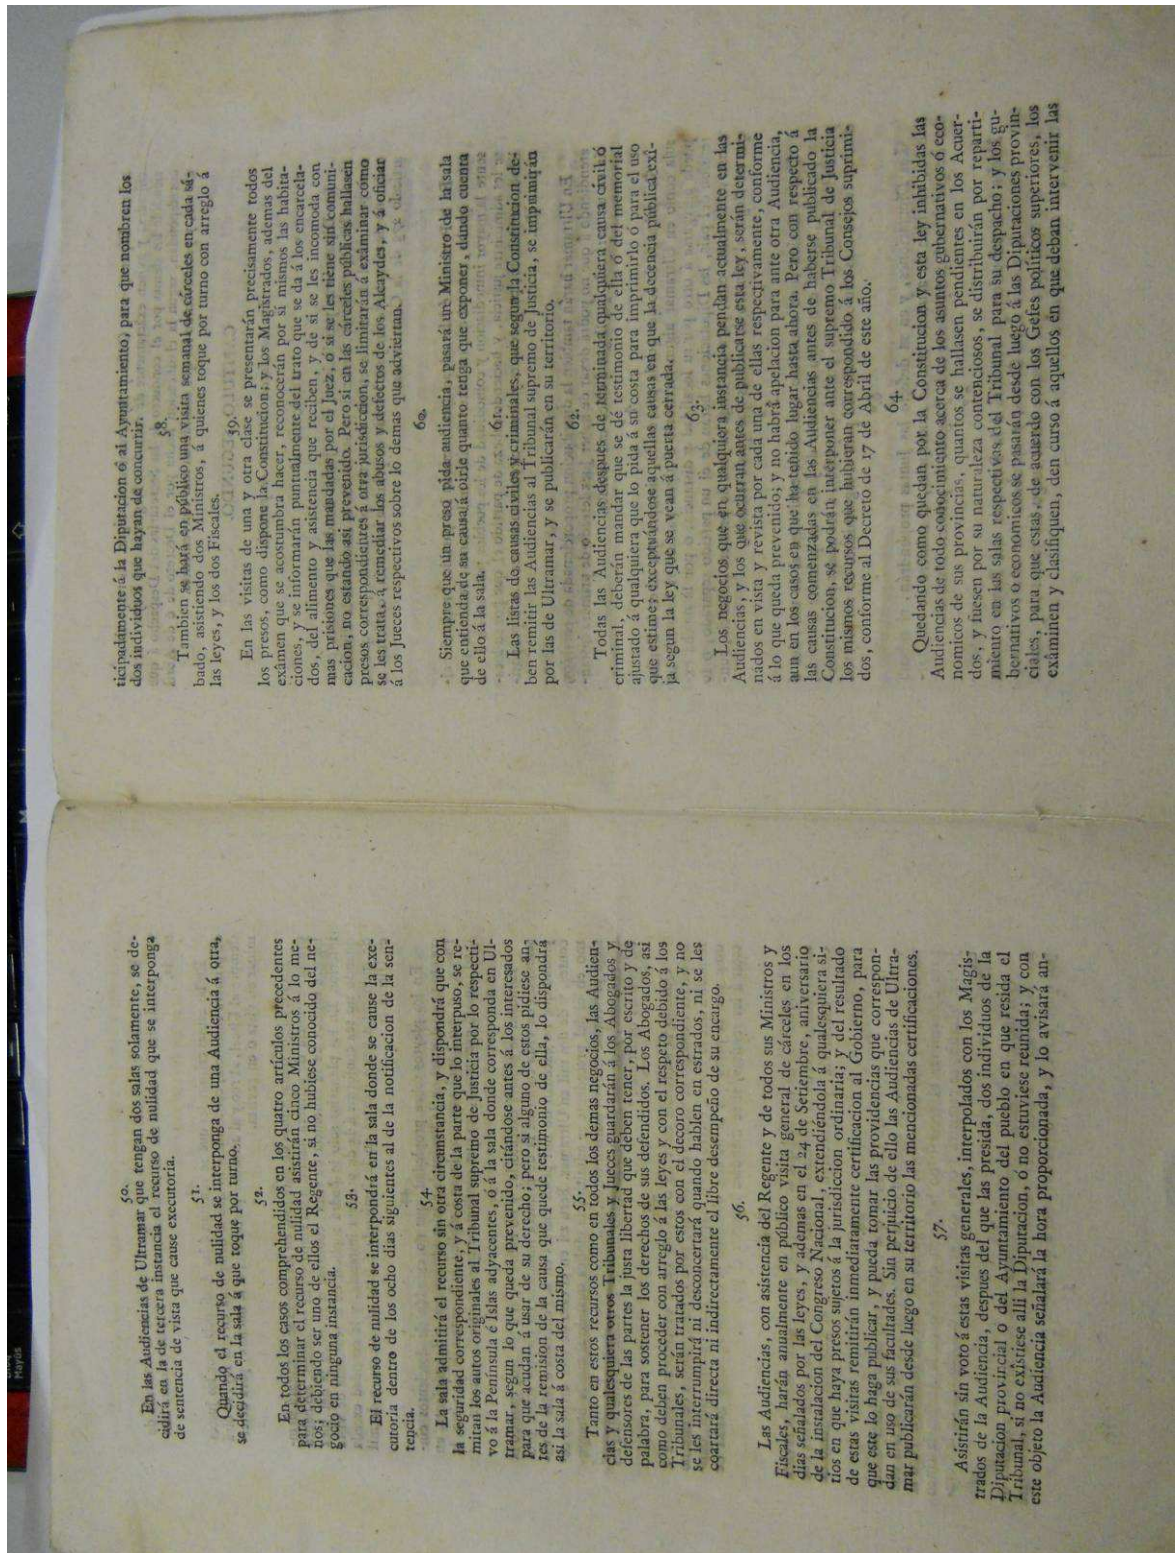 50.
En las Audiencias de Ultramar que tengan dos salas solamente, se de-
cidirá en la de tercera instancia el recurso de nulidad que se interponga
de sentencia de vista que cause executoria.
51.
Quando el recurso de nulidad se interponga de una Audiencia á otra,
se decidirá en la sala á que toque por turno.
52.
En todos los casos comprehendidos en los quatro artículos precedentes
para determinar el recurso de nulidad asistirán cinco Ministros á lo me-
nos; debiendo ser uno de ellos el Regente, si no hubiese conocido del ne-
gocio en ninguna instancia.
53.
El recurso de nulidad se interpondrá en la sala donde se cause la exe-
cutoria dentro de los ocho dias siguientes al de la notificacion de la sen-
tencia.
54.
La sala admitirá el recurso sin otra circunstancia, y dispondrá que con
la seguridad correspondiente, y á costa de la parte que lo interpuso, se re-
mitan los autos originales al Tribunal supremo de Justicia por lo respecti-
vo á la Península é Islas adyacentes, ó á la sala donde corresponda en Ul-
tramar, segun lo que queda prevenido, citándose antes á los interesados
para que acudan á usar de su derecho; pero si alguno de estos pidiese an-
tes de la remision de la causa que quede testimonio de ella, lo dispondrá
así la sala á costa del mismo.
55.
Tanto en estos recursos como en todos los demas negocios, las Audien-
cias y qualesquiera otros Tribunales y Jueces guardarán á los Abogados y
defensores de las partes la justa libertad que deben tener, por escrito y de
palabra, para sostener los derechos de sus defendidos. Los Abogados, así
como deben proceder con arreglo á las leyes y con el respeto debido á los
Tribunales, serán tratados por estos con el decoro correspondiente, y no
se les interrumpirá ni desconcertará quando hablen en estrados, ni se les
coartará directa ni indirectamente el libre desempeño de su encargo.
56.
Las Audiencias, con asistencia del Regente y de todos sus Ministros y
Fiscales, harán anualmente en público visita general de cárceles en los
dias señalados por las leyes, y ademas en el 24 de Setiembre, aniversario
de la instalacion del Congreso Nacional, extendiéndola á qualesquiera si-
tios en que haya presos sujetos á la jurisdiccion ordinaria; y del resultado
de estas visitas remitirán inmediatamente certificacion al Gobierno, para
que este lo haga publicar, y pueda tomar las providencias que correspon-
dan en uso de sus facultades. Sin perjuicio de ello las Audiencias de Ultra-
mar publicarán desde luego en su territorio las mencionadas certificaciones.
57.
Asistirán sin voto á estas visitas generales, interpolados con los Magis-
trados de la Audiencia, despues del que las presida, dos individuos de la
Diputacion provincial o del Ayuntamiento del pueblo en que resida el
Tribunal, si no existiese allí la Diputacion, ó no estuviese reunida; y con
este objeto la Audiencia señalará la hora proporcionada, y lo avisará an-
ticipadamente á la Diputacion ó al Ayuntamiento, para que nombren los
dos individuos que hayan de concurrir.
58.
Tambien se hará en público una visita semanal de cárceles en cada sá-
bado, asistiendo dos Ministros, á quienes toque por turno con arreglo á
las leyes, y los dos Fiscales.
59.
En las visitas de una y otra clase se presentarán precisamente todos
los presos, como dispone la Constitucion; y los Magistrados, ademas del
exámen que se acostumbra hacer, reconocerán por sí mismos las habita-
ciones, y se informarán puntualmente del trato que se da á los encarcela-
dos, del alimento y asistencia que reciben, y de si se les incomoda con
mas prisiones que las mandadas por el Juez, ó si se les tiene sin comuni-
cacion, no estando así prevenido. Pero si en las cárceles públicas hallasen
presos correspondientes á otra jurisdiccion, se limitarán á exâminar como
se les trata, á remediar los abusos y defectos de los Alcaydes, y á oficiar
á los Jueces respectivos sobre lo demas que adviertan.
60.
Siempre que un preso pida audiencia, pasará un Ministro de la sala
que entienda de su causa á oirle quanto tenga que exponer, dando cuenta
de ello á la sala.
61.
Las listas de causas civiles y criminales, que segun la Constitucion de-
ben remitir las Audiencias al Tribunal supremo de Justicia, se imprimirán
por las de Ultramar, y se publicarán en su territorio.
62.
Todas las Audiencias despues de terminada qualquiera causa civil ó
criminal, deberán mandar que se dé testimonio de ella ó del memorial
ajustado á qualquiera que lo pida á su costa para imprimirlo ó para el uso
que estime; exceptuándose aquellas causas en que la decencia pública exî-
ja segun la ley que se vean á puerta cerrada.
63.
Los negocios que en qualquiera instancia pendan actualmente en las
Audiencias, y los que ocurran antes de publicarse esta ley, serán determi-
nados en vista y revista por cada una de ellas respectivamente, conforme
á lo que queda prevenido; y no habrá apelacion para ante otra Audiencia,
aun en los casos en que ha tenido lugar hasta ahora. Pero con respecto á
las causas comenzadas en las Audiencias antes de haberse publicado la
Constitucion, se podrán interponer ante el supremo Tribunal de Justicia
los mismos recursos que hubieran correspondido á los Consejos suprimi-
dos, conforme al Decreto de 17 de Abril de este año.
64.
Quedando como quedan por la Constitucion y esta ley inhibidas las
Audiencias de todo conocimiento acerca de los asuntos gubernativos ó eco-
nómicos de sus provincias, quantos se hallasen pendientes en los Acuer-
dos, y fuesen por su naturaleza contenciosos, se distribuirán por reparti-
miento en las salas respectivas del Tribunal para su despacho; y los gu-
bernativos o economicos se pasarán desde luego á las Diputaciones provin-
ciales, para que estas, de acuerdo con los Gefes políticos superiores, los
exâminen y clasifiquen, den curso á aquellos en que deban intervenir las